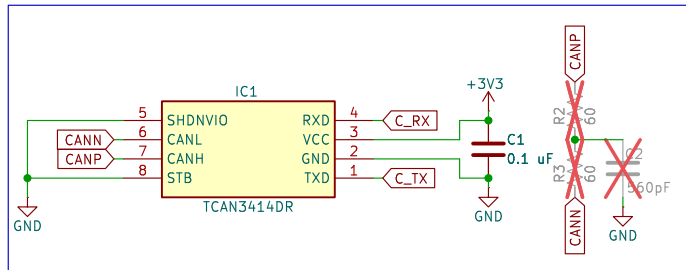 IC1
5 SHDNVIO
6 CANL
7 CANH
8 STB
RXD 4
VCC 3
GND 2
TXD 1
TCAN3414DR
CANN
CANP
GND
C_RX
C_TX
+3V3
C1
0.1 uF
GND
CANP
R2
60
R3
60
CANN
C2
560pF
GND